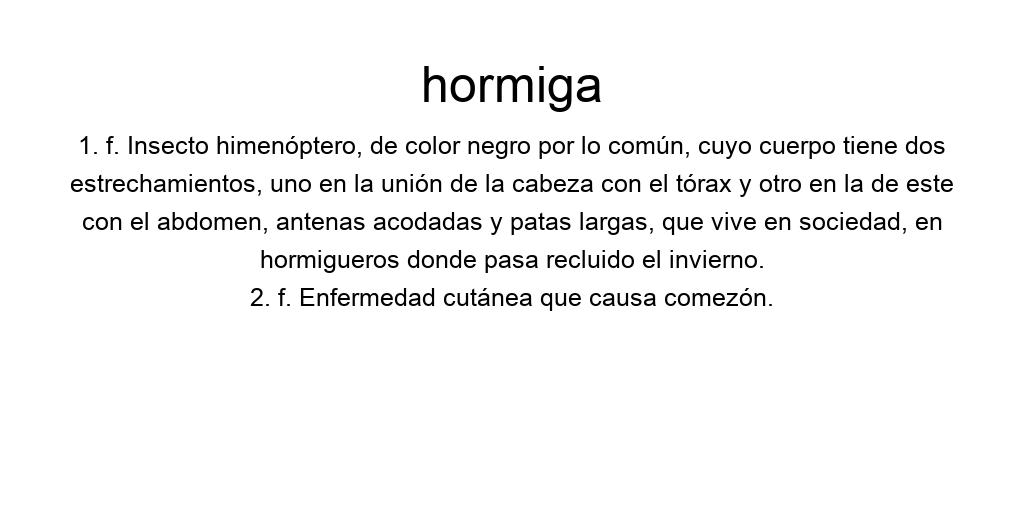 hormiga
1. f. Insecto himenóptero, de color negro por lo común, cuyo cuerpo tiene dos
estrechamientos, uno en la unión de la cabeza con el tórax y otro en la de este
con el abdomen, antenas acodadas y patas largas, que vive en sociedad, en
hormigueros donde pasa recluido el invierno.
2. f. Enfermedad cutánea que causa comezón.